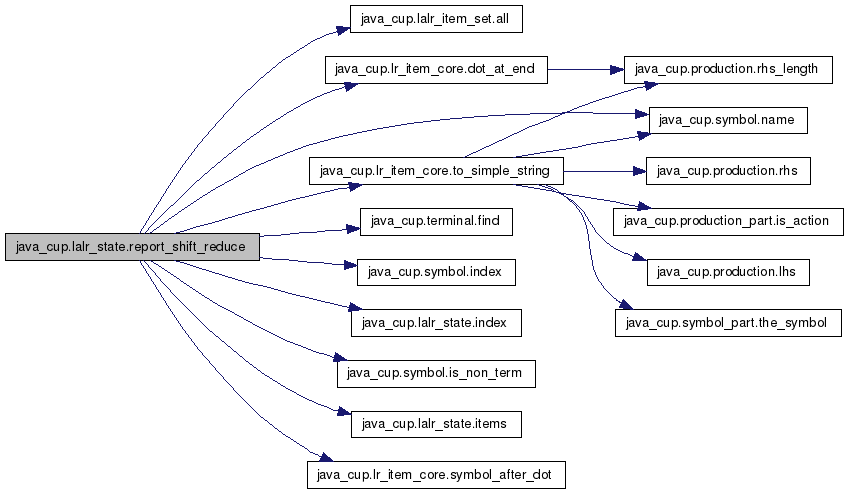 java_cup.lalr_item_set.all
java_cup.lr_item_core.dot_at_end
java_cup.production.rhs_length
java_cup.symbol.name
java_cup.lr_item_core.to_simple_string
java_cup.production.rhs
java_cup.terminal.find
java_cup.production_part.is_action
java_cup.lalr_state.report_shift_reduce
java_cup.symbol.index
java_cup.production.lhs
java_cup.lalr_state.index
java_cup.symbol_part.the_symbol
java_cup.symbol.is_non_term
java_cup.lalr_state.items
java_cup.lr_item_core.symbol_after_dot